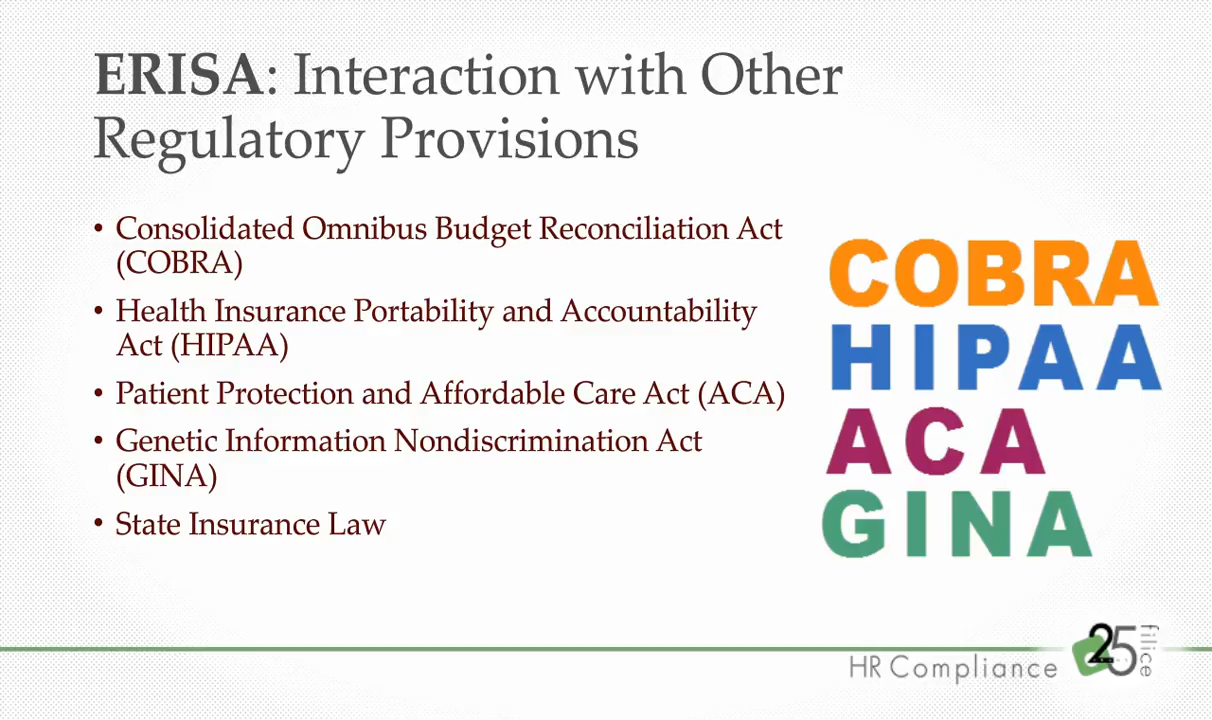 ERISA: Interaction with Other
Regulatory Provisions
• Consolidated Omnibus Budget Reconciliation Act
(COBRA)
• Health Insurance Portability and Accountability
Act (HIPAA)
• Patient Protection and Affordable Care Act (ACA)
• Genetic Information Nondiscrimination Act
(GINA)
• State Insurance Law
COBRA
HIPAA
ACA
GINA
HR Compliance
25
filice